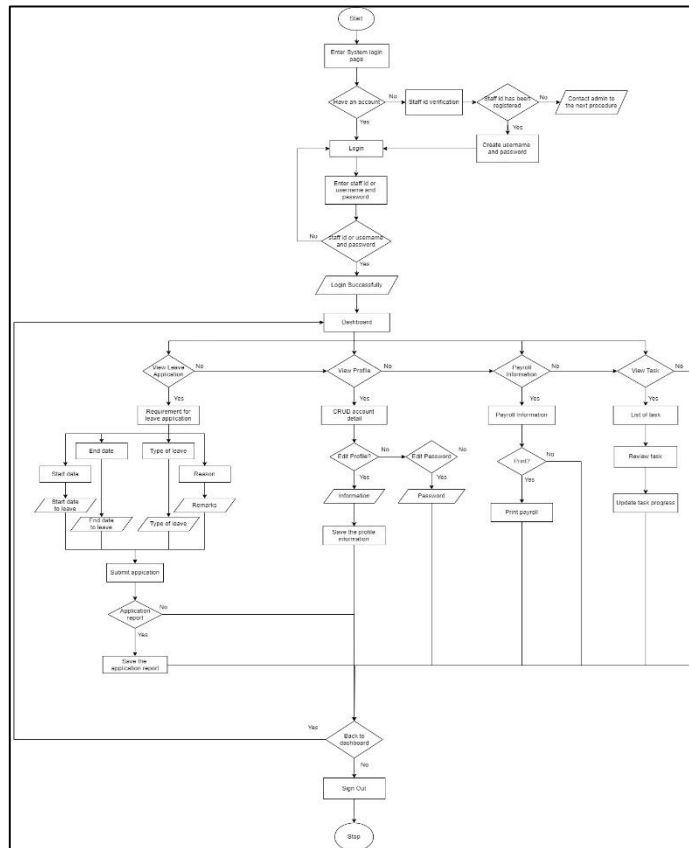 Start
Enter System login
page
Have an account
No
Staff id verification
Staff id has been
registered
No
Contact admin to
the next procedure
Yes
Yes
Login
Create username
and password
Enter staff id or
username and
password
No
staff id or username
and password
Yes
Login Successfully
Dashboard
View Leave
Application
No
View Profile
No
Payroll
Information
No
View Task
No
Yes
Yes
Yes
Yes
Requirement for
leave application
CRUD account
detail
Payroll Information
List of task
Start date
End date
Type of leave
Reason
Edit Profile?
No
Edit Password
No
Print?
No
Review task
Yes
Yes
Yes
Start date
to leave
End date
to leave
Type of leave
Remarks
Information
Password
Print payroll
Update task progress
Save the profile
information
Submit application
Application
report
No
Yes
Save the
application report
Yes
Back to
dashboard
No
Sign Out
Stop